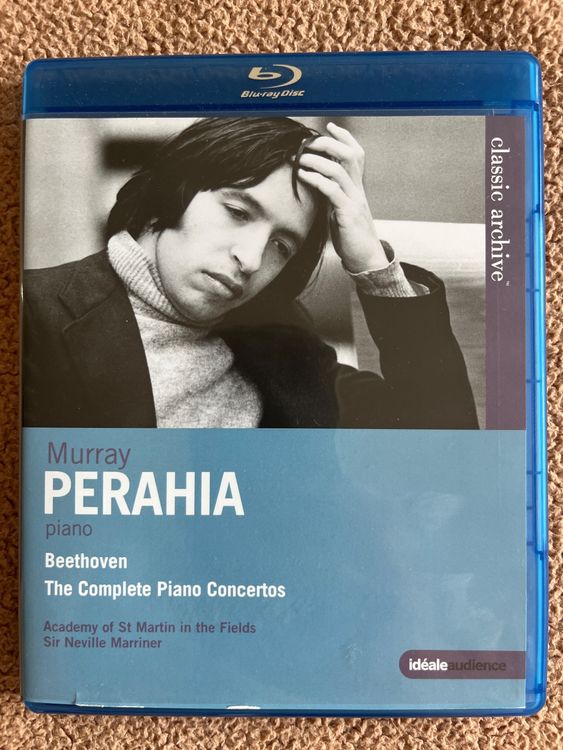 Blu-ray Disc
classic archive™
Murray
PERAHIA
piano
Beethoven
The Complete Piano Concertos
Academy of St Martin in the Fields
Sir Neville Marriner
idéaleaudience